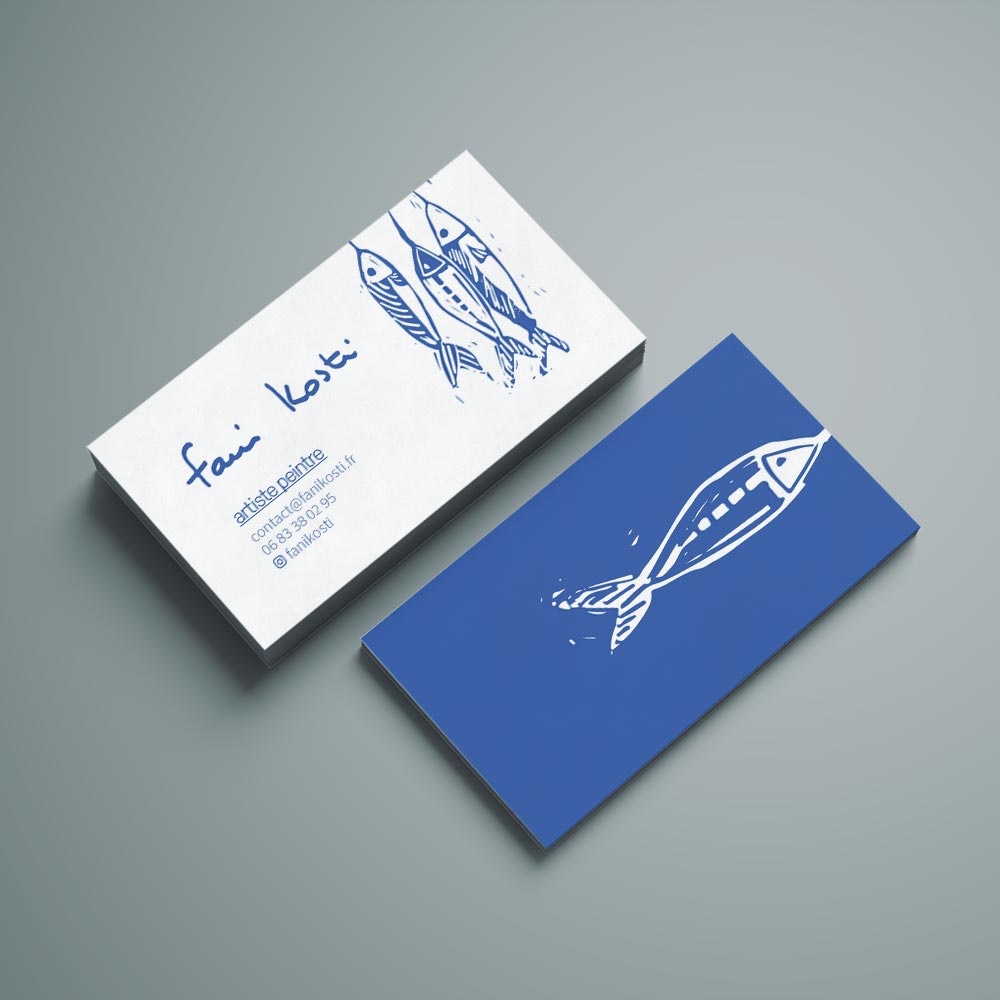 fani kosti
artiste peintre
contact@fanikosti.fr
06 83 38 02 95
fanikosti